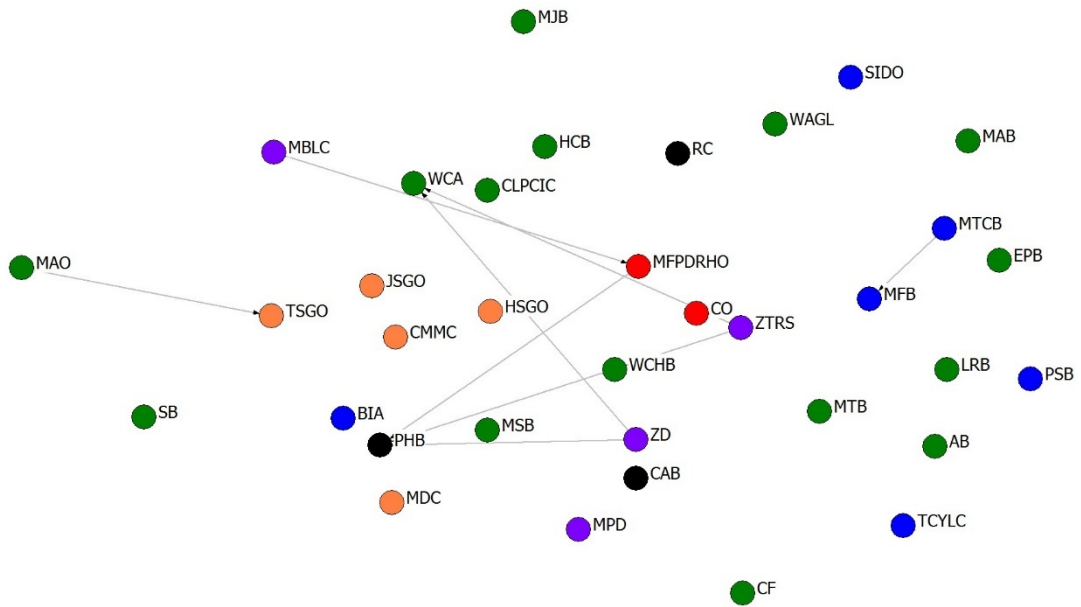 MJB
SIDO
WAGL
MAB
HCB
RC
MBLC
WCA
CLPCIC
MTCB
EPB
MAO
MFPDRHO
JSGO
MFB
TSGO
HSGO
CO
ZTRS
CMMC
WCHB
LRB
PSB
MTB
SB
BIA
MSB
ZD
PHB
AB
CAB
MDC
TCYLC
MPD
CF